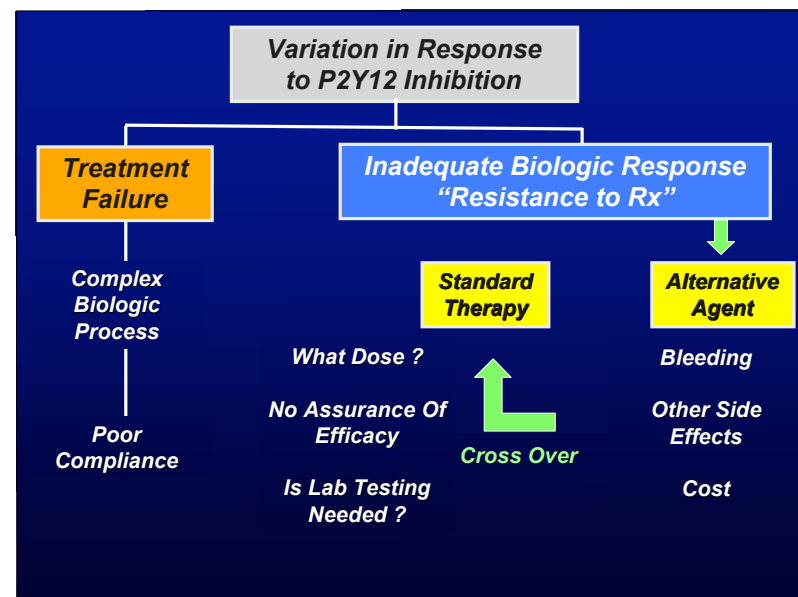 Variation in Response
to P2Y12 Inhibition
Treatment
Failure
Inadequate Biologic Response
“Resistance to Rx”
Complex
Biologic
Process
Poor
Compliance
Standard
Therapy
What Dose ?
No Assurance Of
Efficacy
Is Lab Testing
Needed ?
Cross Over
Alternative
Agent
Bleeding
Other Side
Effects
Cost